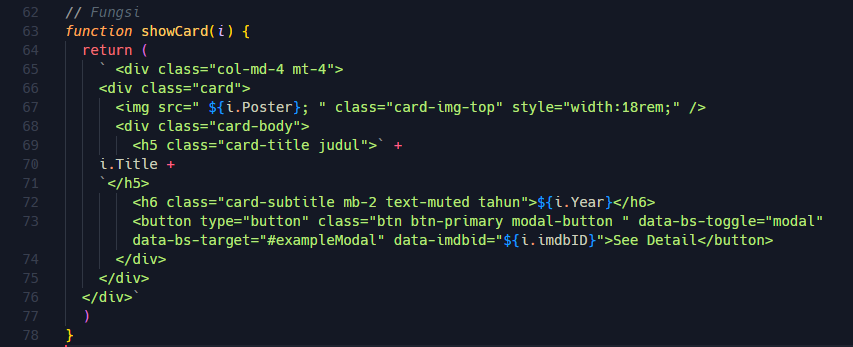 62 // Fungsi
63 function showCard(i) {
64 return (
65 ` <div class="col-md-4 mt-4">
66 <div class="card">
67 <img src=" ${i.Poster}; " class="card-img-top" style="width:18rem;" />
68 <div class="card-body">
69 <h5 class="card-title judul">` +
70 i.Title +
71 `</h5>
72 <h6 class="card-subtitle mb-2 text-muted tahun">${i.Year}</h6>
73 <button type="button" class="btn btn-primary modal-button " data-bs-toggle="modal"
data-bs-target="#exampleModal" data-imdbid="${i.imdbID}">See Detail</button>
74 </div>
75 </div>
76 </div>`
77 )
78 }